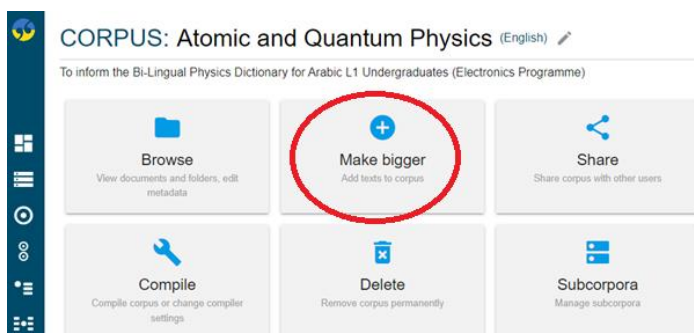 CORPUS: Atomic and Quantum Physics (English)
To inform the Bi-Lingual Physics Dictionary for Arabic L1 Undergraduates (Electronics Programme)
Browse
View documents and folders, edit
metadata
Make bigger
Add texts to corpus
Share
Share corpus with other users
Compile
Compile corpus or change compiler
settings
Delete
Remove corpus permanently
Subcorpora
Manage subcorpora